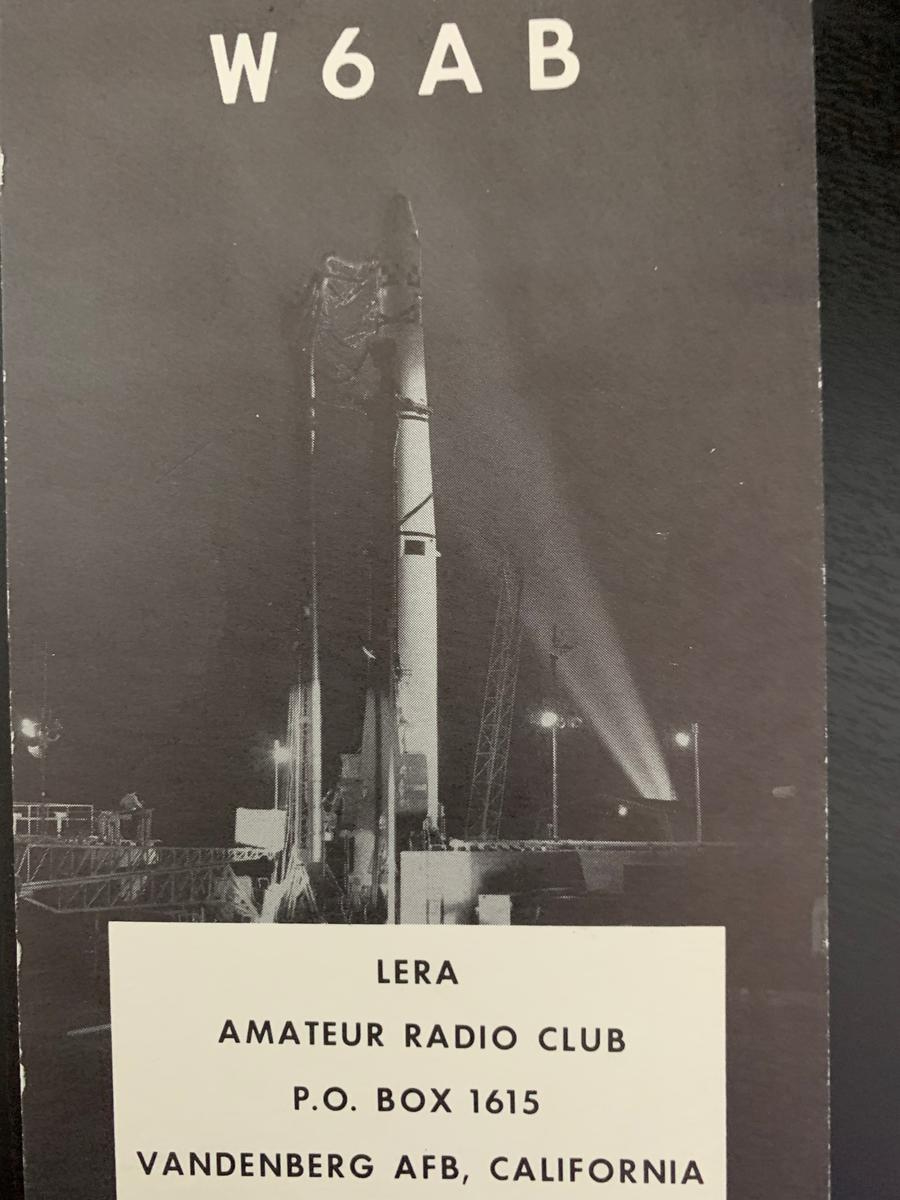 W6AB
LERA
AMATEUR RADIO CLUB
P.O. BOX 1615
VANDENBERG AFB, CALIFORNIA